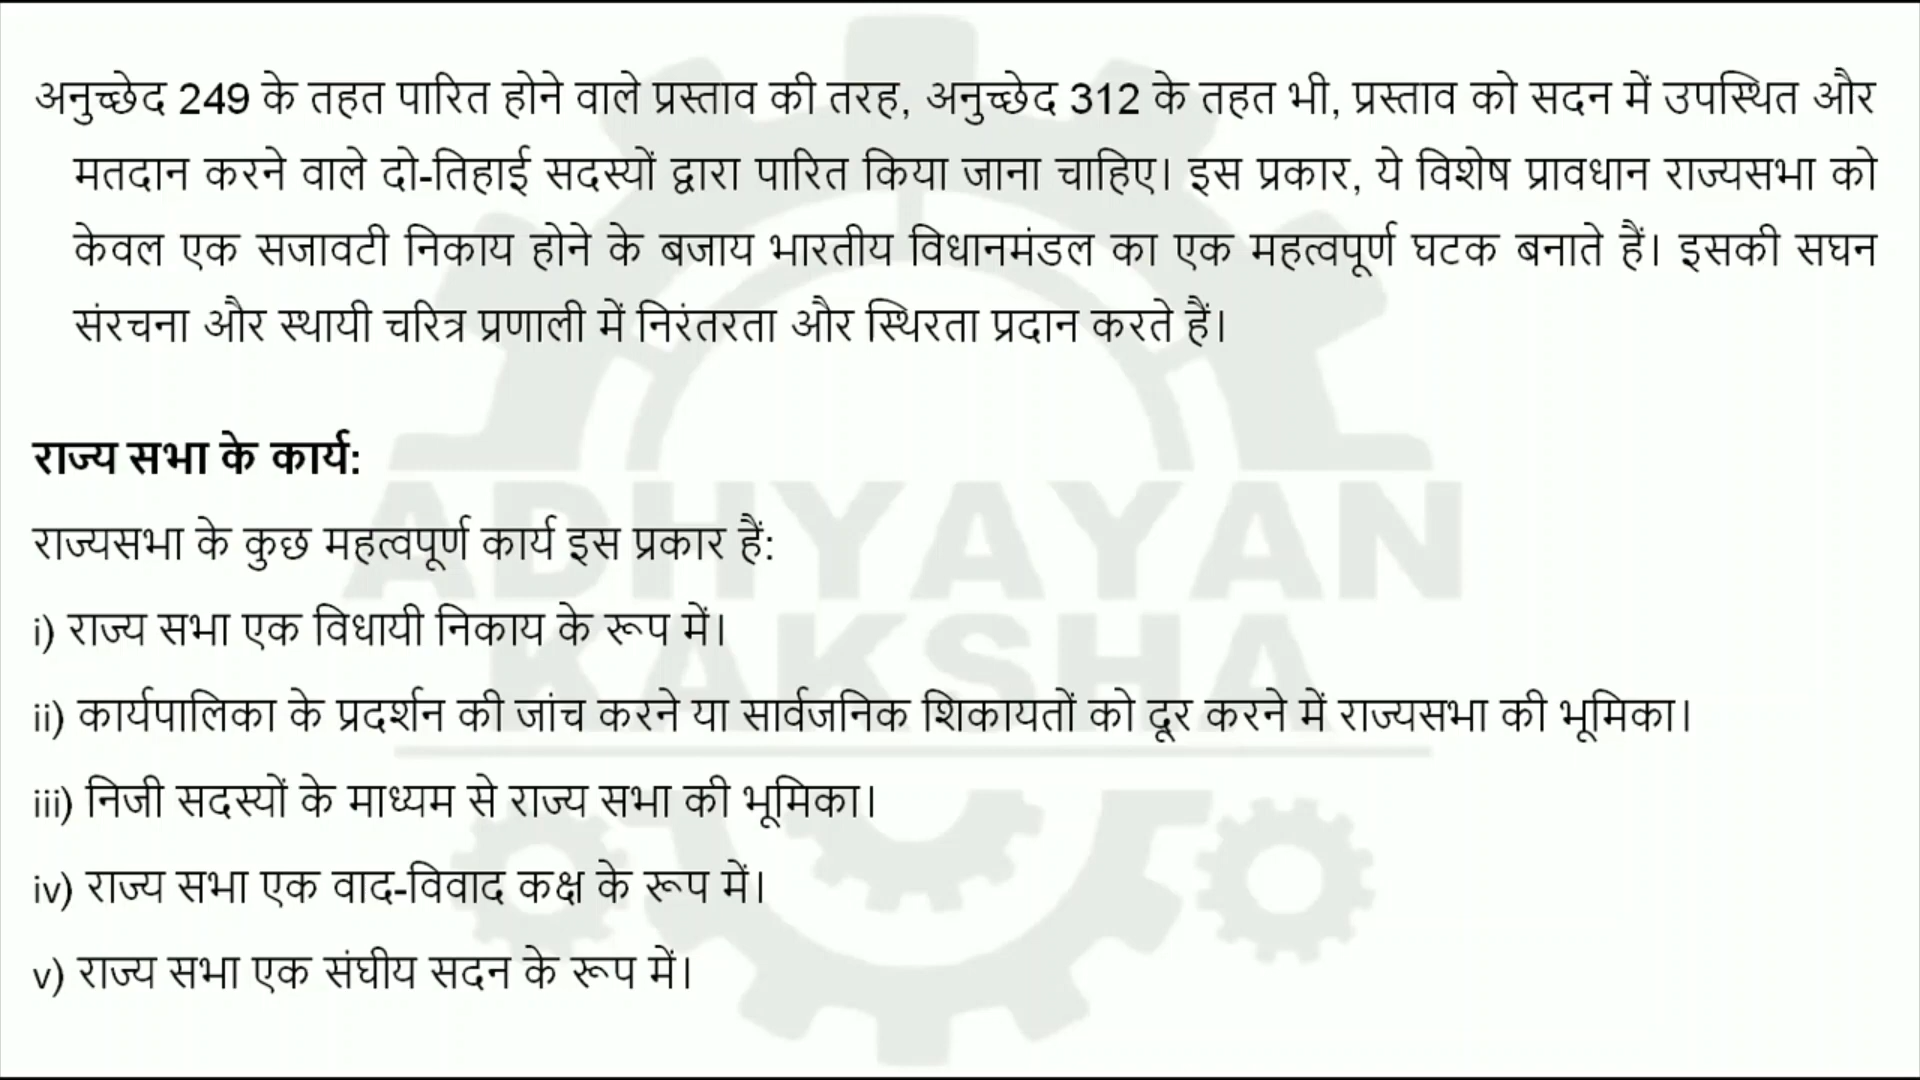 अनुच्छेद 249 के तहत पारित होने वाले प्रस्ताव की तरह, अनुच्छेद 312 के तहत भी, प्रस्ताव को सदन में उपस्थित और
मतदान करने वाले दो-तिहाई सदस्यों द्वारा पारित किया जाना चाहिए। इस प्रकार, ये विशेष प्रावधान राज्यसभा को
केवल एक सजावटी निकाय होने के बजाय भारतीय विधानमंडल का एक महत्वपूर्ण घटक बनाते हैं। इसकी सघन
संरचना और स्थायी चरित्र प्रणाली में निरंतरता और स्थिरता प्रदान करते हैं।
राज्य सभा के कार्य:
राज्यसभा के कुछ महत्वपूर्ण कार्य इस प्रकार हैं:
i) राज्य सभा एक विधायी निकाय के रूप में।
ii) कार्यपालिका के प्रदर्शन की जांच करने या सार्वजनिक शिकायतों को दूर करने में राज्यसभा की भूमिका।
iii) निजी सदस्यों के माध्यम से राज्य सभा की भूमिका।
iv) राज्य सभा एक वाद-विवाद कक्ष के रूप में।
v) राज्य सभा एक संघीय सदन के रूप में।
ADHYAYAN
KAKSHA